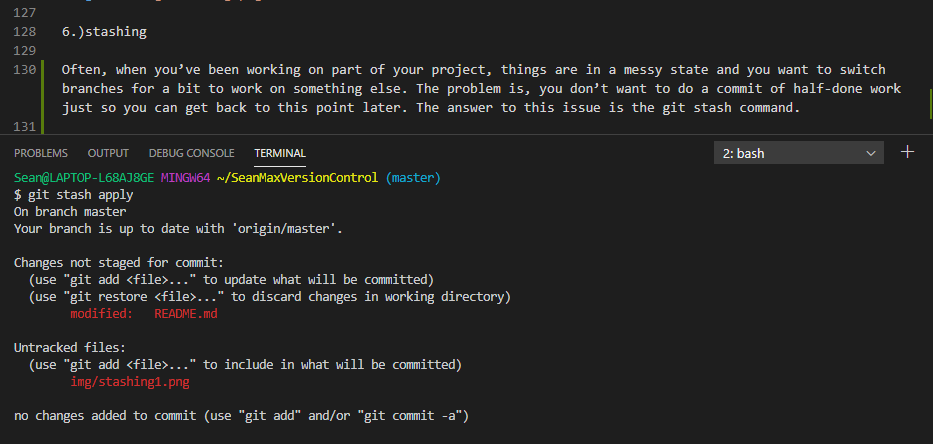 127
128 6.)stashing
129
130 Often, when you’ve been working on part of your project, things are in a messy state and you want to switch
branches for a bit to work on something else. The problem is, you don’t want to do a commit of half-done work
just so you can get back to this point later. The answer to this issue is the git stash command.
131
PROBLEMS OUTPUT DEBUG CONSOLE TERMINAL 2: bash
Sean@LAPTOP-L68AJ8GE MINGW64 ~/SeanMaxVersionControl (master)
$ git stash apply
On branch master
Your branch is up to date with 'origin/master'.
Changes not staged for commit:
(use "git add <file>..." to update what will be committed)
(use "git restore <file>..." to discard changes in working directory)
modified: README.md
Untracked files:
(use "git add <file>..." to include in what will be committed)
img/stashing1.png
no changes added to commit (use "git add" and/or "git commit -a")